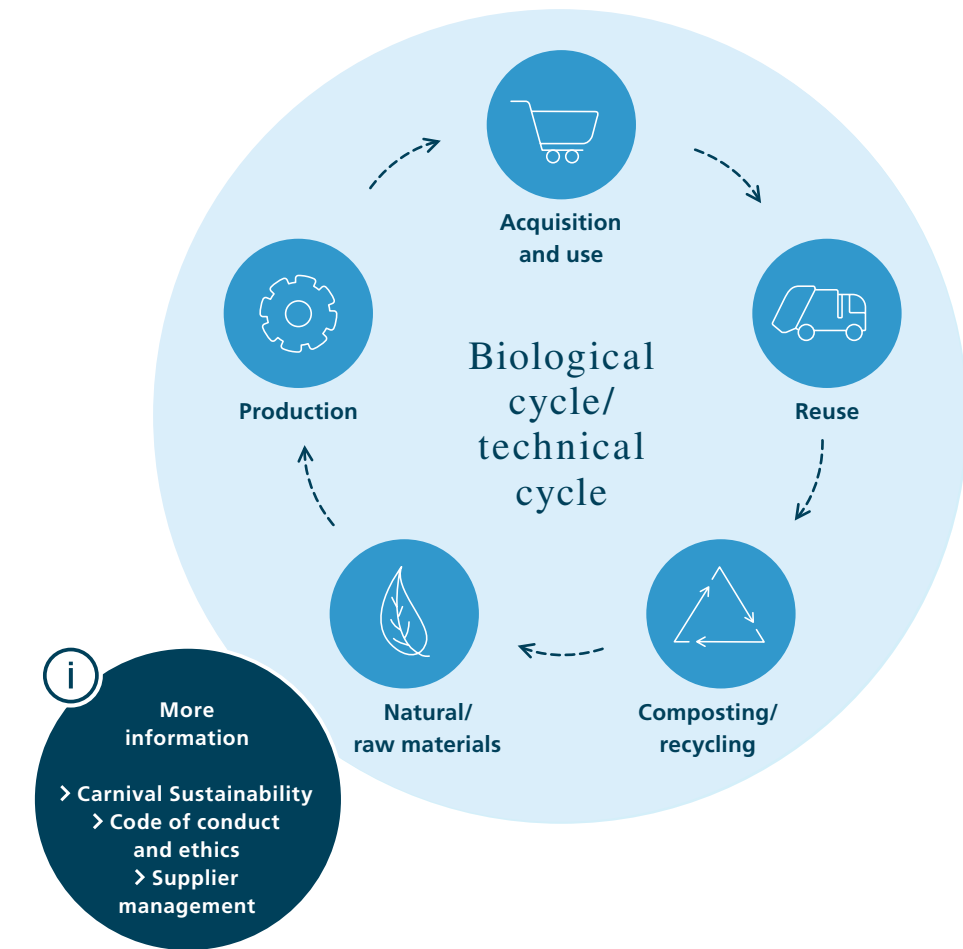 Acquisition
and use
Production
Reuse
Biological
cycle/
technical
cycle
Natural/
raw materials
Composting/
recycling
i
More
information
> Carnival Sustainability
> Code of conduct
and ethics
> Supplier
management